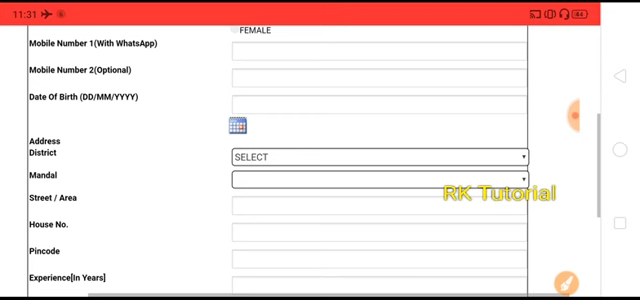 11:31
44
FEMALE
Mobile Number 1(With WhatsApp)
Mobile Number 2(Optional)
Date Of Birth (DD/MM/YYYY)
Address
District
SELECT
Mandal
RK Tutorial
Street / Area
House No.
Pincode
Experience[In Years]